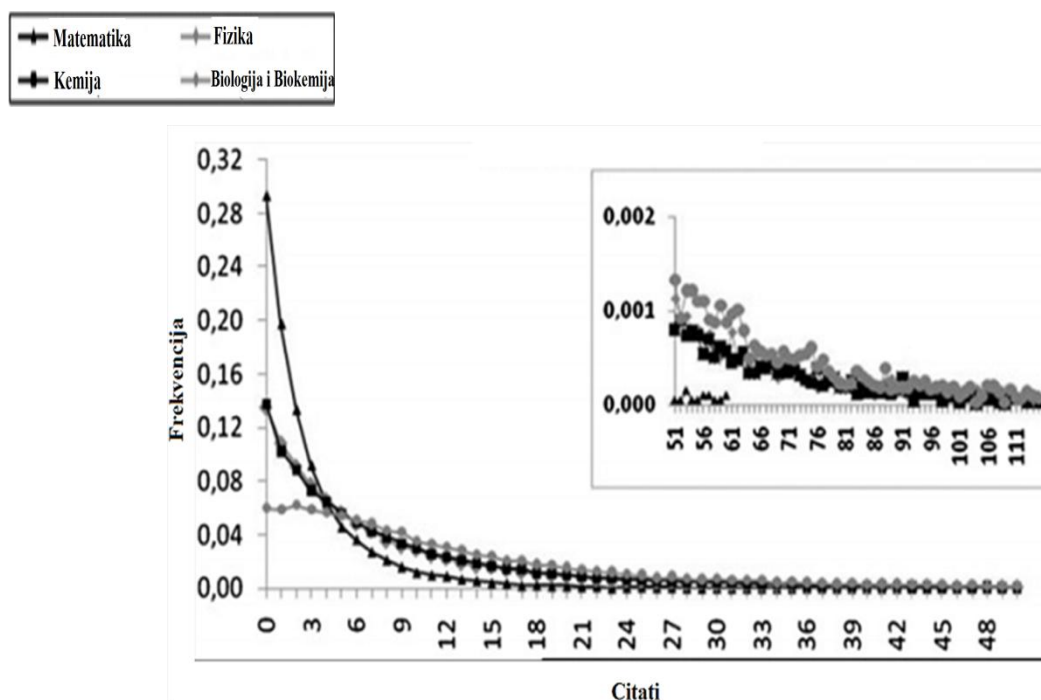 Matematika Fizika
Kemija Biologija i Biokemija
Frekvencija
0,32
0,28
0,24
0,20
0,16
0,12
0,08
0,04
0,00
0 3 6 9 12 15 18 21 24 27 30 33 36 39 42 45 48
Citati
0,002
0,001
0,000
51 56 61 66 71 76 81 86 91 96 101 106 111